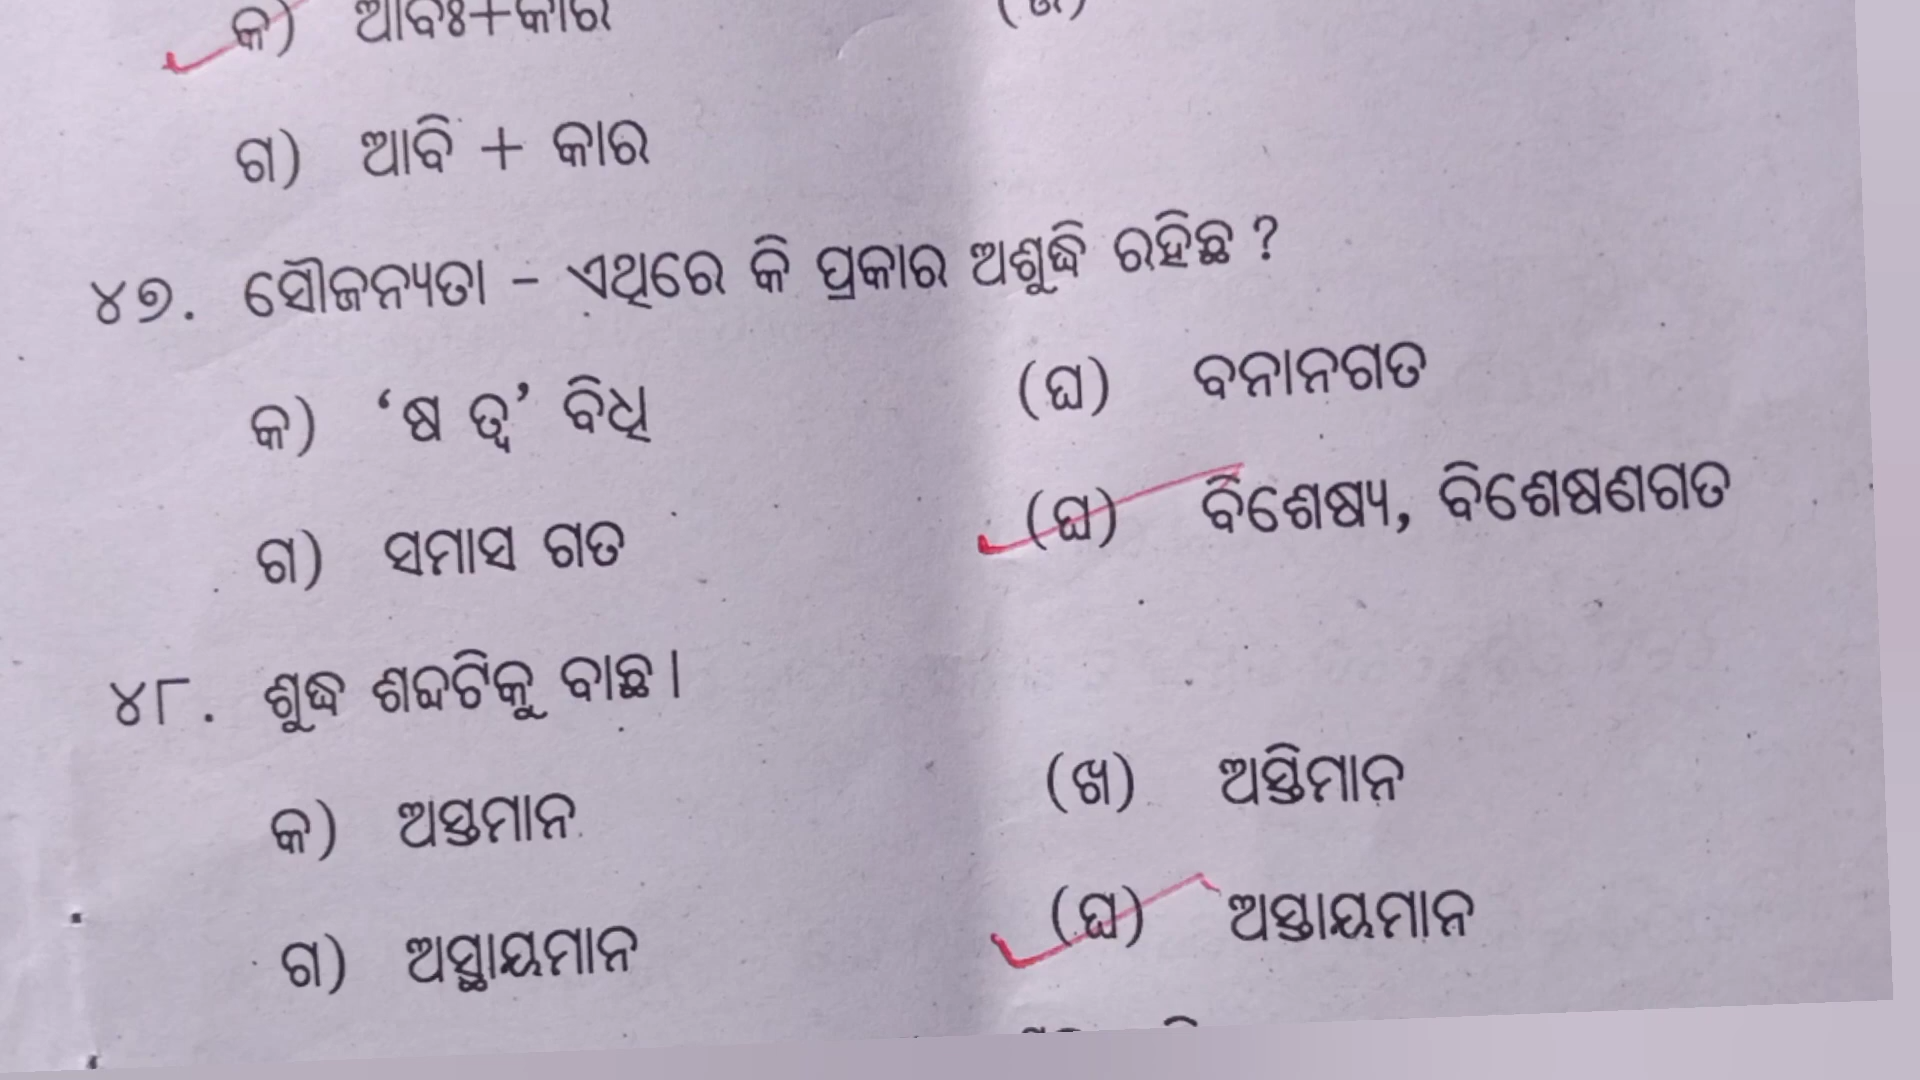 କ) ଆବିଃ+କାର
ଗ) ଆବି + କାର
୪୭. ସୌଜନ୍ୟତା – ଏଥିରେ କି ପ୍ରକାର ଅଶୁଦ୍ଧି ରହିଛି ?
କ) ‘ଷ ତ୍ୱ’ ବିଧି (ଘ) ବନାନଗତ
ଗ) ସମାସ ଗତ (ଘ) ବିଶେଷ୍ୟ, ବିଶେଷଣଗତ
୪୮. ଶୁଦ୍ଧ ଶବ୍ଦଟିକୁ ବାଛ।
କ) ଅସ୍ତମାନ (ଖ) ଅସ୍ତିମାନ
ଗ) ଅସ୍ଥାୟମାନ (ଘ) ଅସ୍ତାୟମାନ